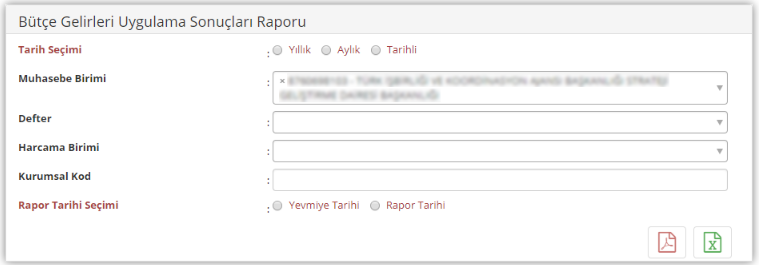 Bütçe Gelirleri Uygulama Sonuçları Raporu
Tarih Seçimi : Yıllık Aylık Tarihli
Muhasebe Birimi : × TÜRK İŞBİRLİĞİ VE KOORDİNASYON AJANSI BAŞKANLIĞI STRATEJİ
GELİŞTİRME DAİRESİ BAŞKANLIĞI
Defter :
Harcama Birimi :
Kurumsal Kod :
Rapor Tarihi Seçimi : Yevmiye Tarihi Rapor Tarihi